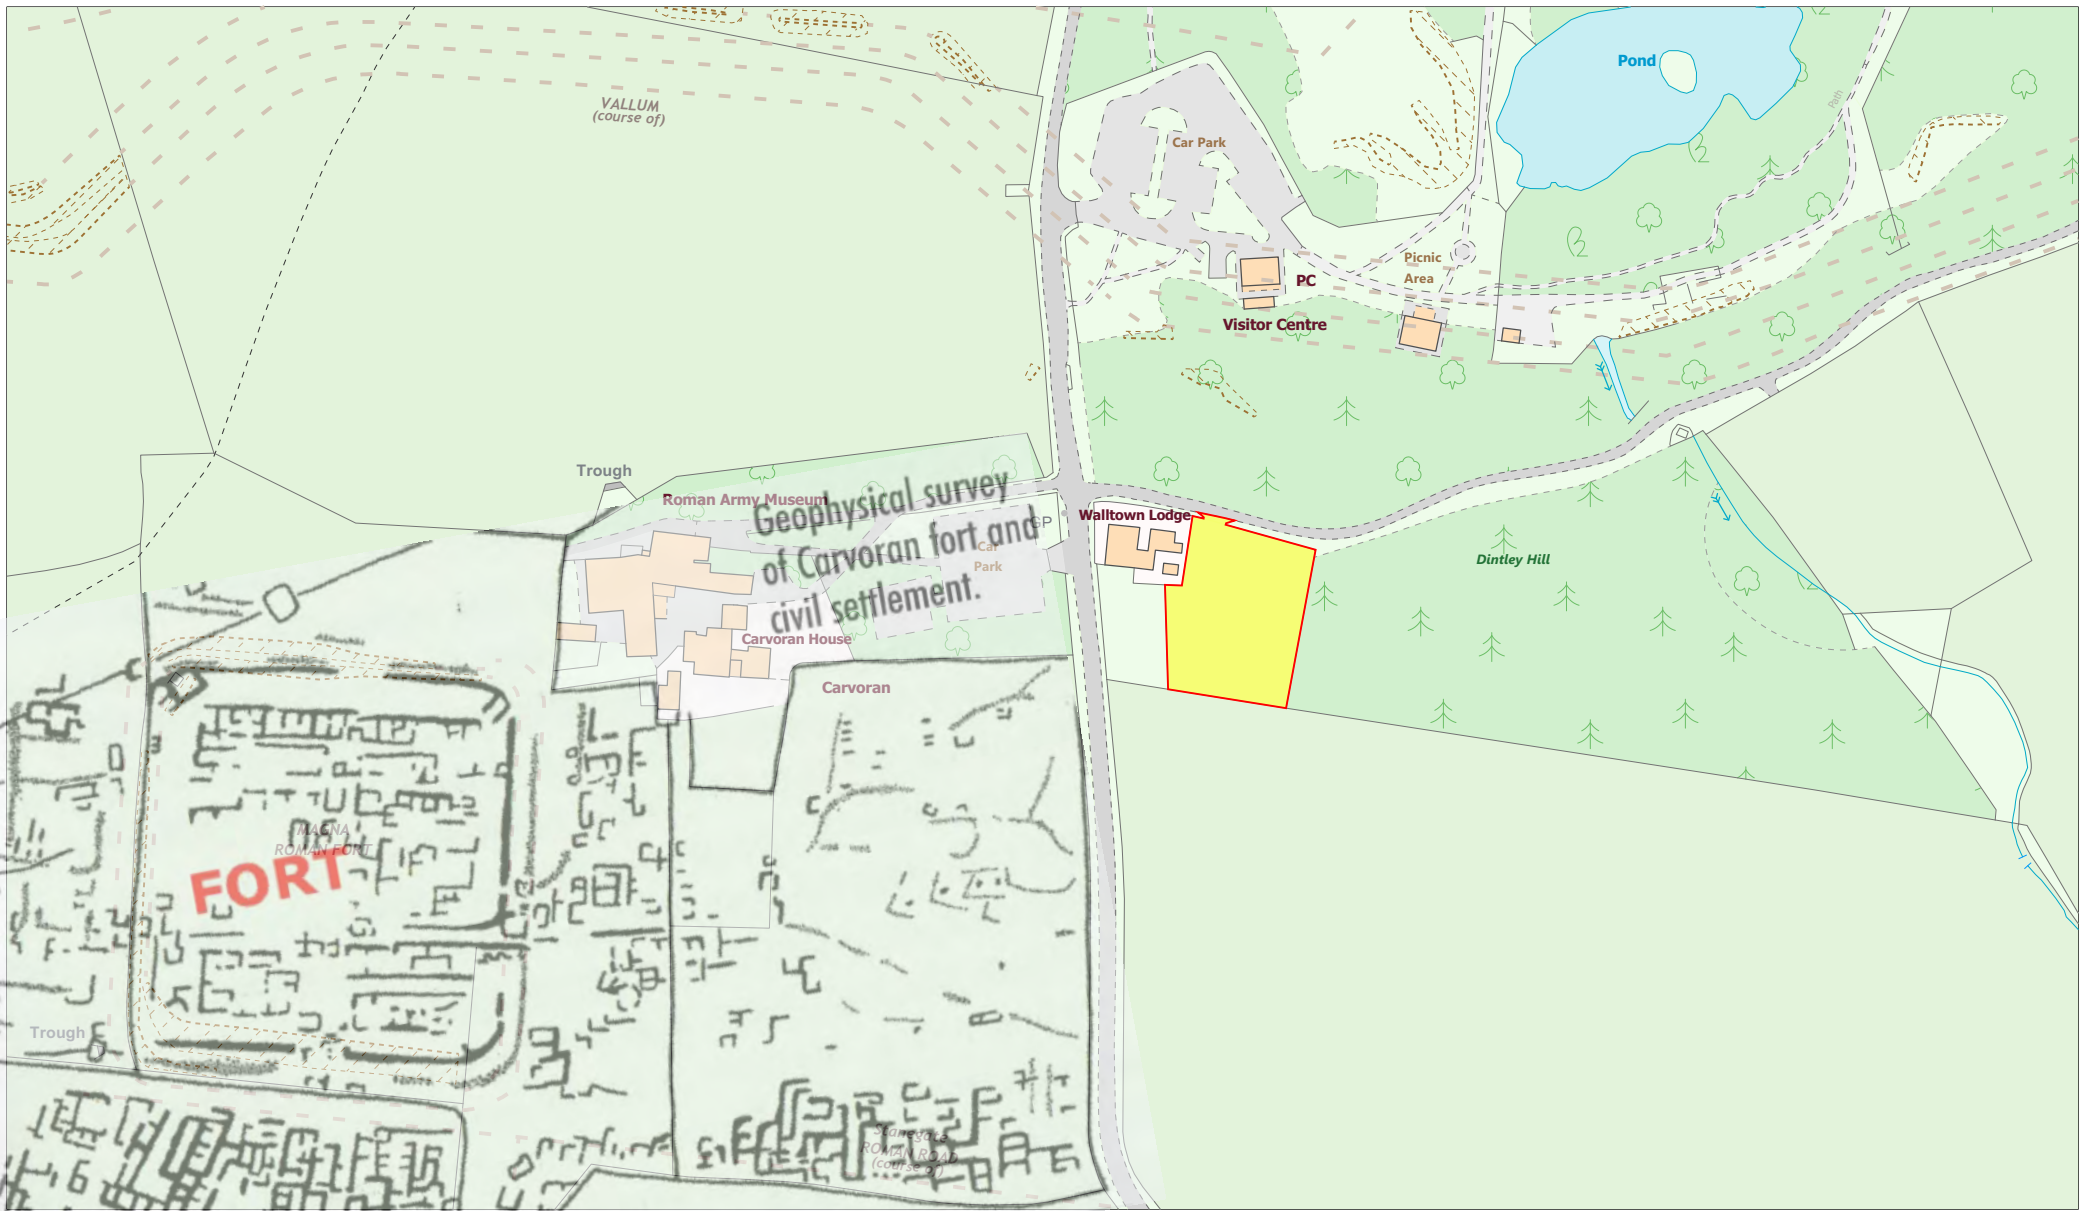 Pond
VALLUM
(course of)
Path
Car Park
Picnic
Area
PC
Visitor Centre
Trough
Roman Army Museum
Geophysical survey
of Carvoran fort and
civil settlement.
GP
Walltown Lodge
Car
Park
Dintley Hill
Carvoran House
Carvoran
MAGNA
ROMAN FORT
FORT
Trough
Stanegate
ROMAN ROAD
(course of)